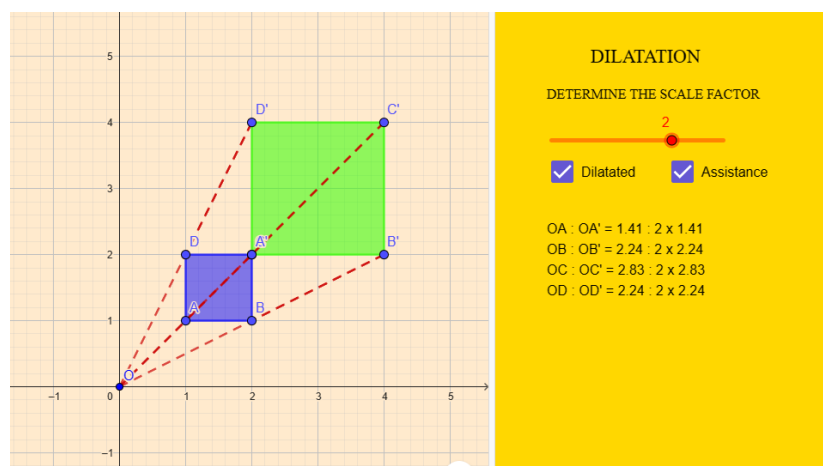 5
D'
C'
4
3
D
A'
B'
2
A
B
1
O
−1
0
1
2
3
4
5
−1
DILATATION
DETERMINE THE SCALE FACTOR
2
Dilatated
Assistance
OA : OA' = 1.41 : 2 x 1.41
OB : OB' = 2.24 : 2 x 2.24
OC : OC' = 2.83 : 2 x 2.83
OD : OD' = 2.24 : 2 x 2.24